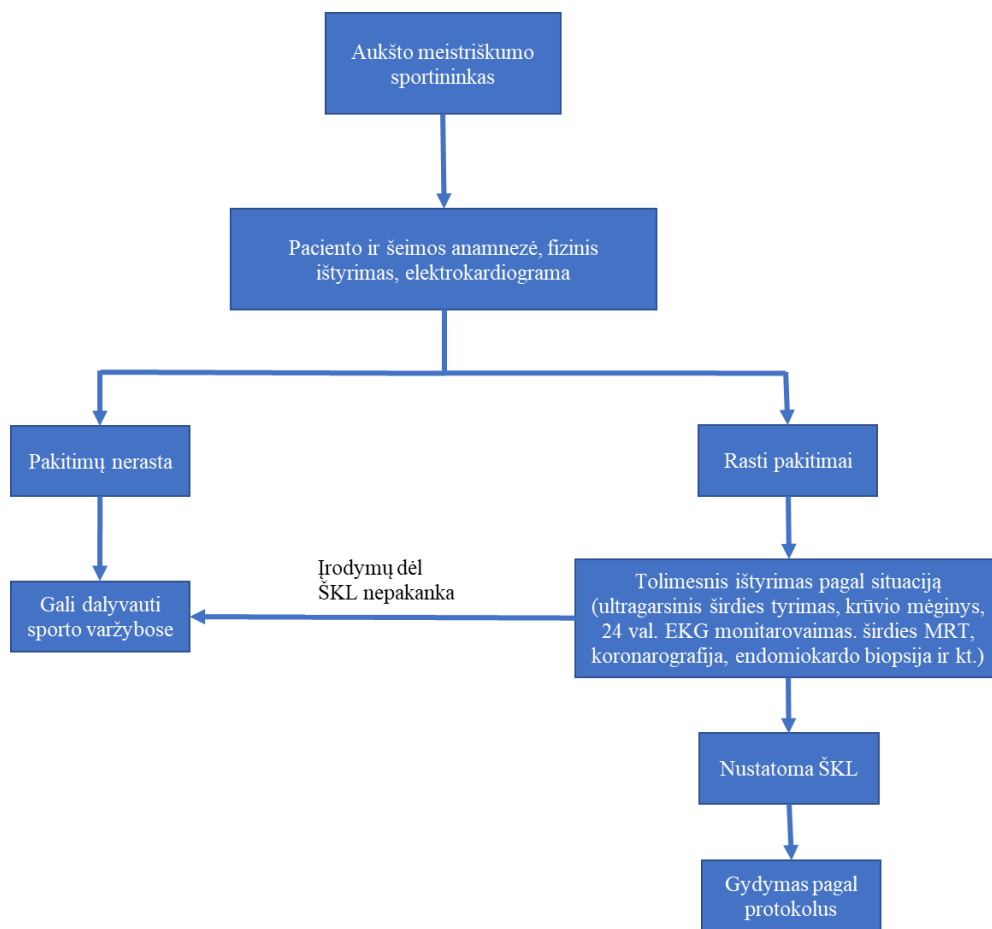 Aukšto meistriškumo
sportininkas
Paciento ir šeimos anamnezė, fizinis
ištyrimas, elektrokardiograma
Pakitimų nerasta
Rasti pakitimai
Įrodymų dėl
ŠKL nepakanka
Gali dalyvauti
sporto varžybose
Tolimesnis ištyrimas pagal situaciją
(ultragarsinis širdies tyrimas, krūvio mėginys,
24 val. EKG monitarovaimas. širdies MRT,
koronarografija, endomiokardo biopsija ir kt.)
Nustatoma ŠKL
Gydymas pagal
protokolus